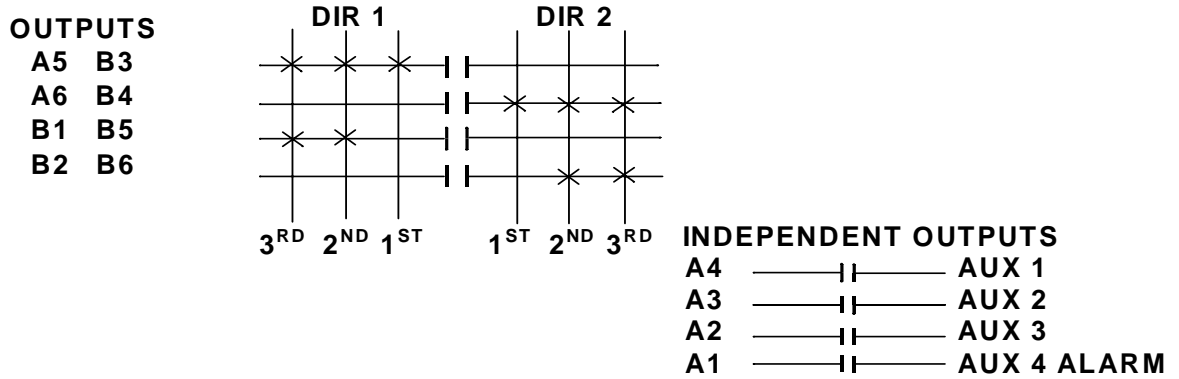 DIR 1 DIR 2
OUTPUTS
A5 B3
A6 B4
B1 B5
B2 B6
3RD 2ND 1ST 1ST 2ND 3RD
INDEPENDENT OUTPUTS
A4 AUX 1
A3 AUX 2
A2 AUX 3
A1 AUX 4 ALARM